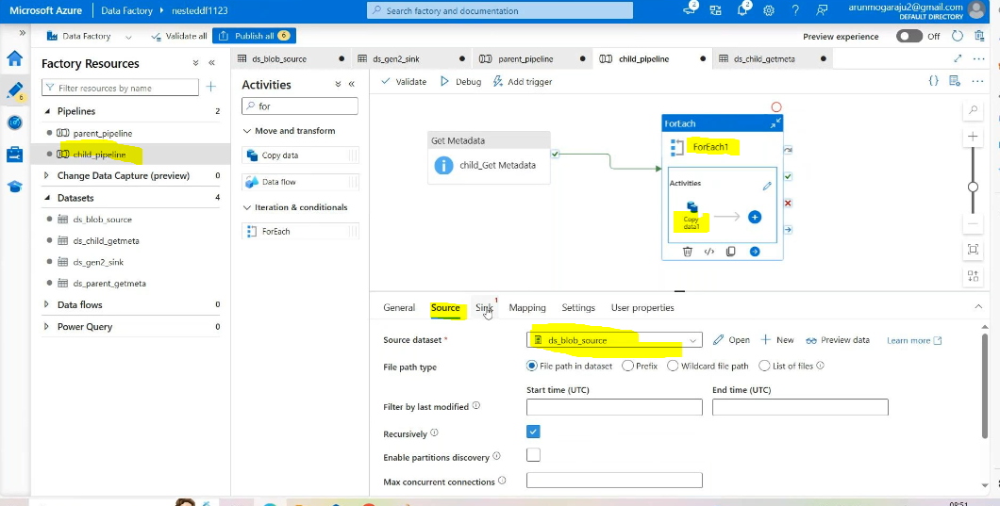 Microsoft Azure
Data Factory
nesteddf1123
Search factory and documentation
2
2
arunmogaraju2@gmail.com
DEFAULT DIRECTORY
Data Factory
Validate all
Publish all 6
Preview experience
Off
6
Factory Resources
Filter resources by name
Pipelines 2
parent_pipeline
child_pipeline
Change Data Capture (preview) 0
Datasets 4
ds_blob_source
ds_child_getmeta
ds_gen2_sink
ds_parent_getmeta
Data flows 0
Power Query 0
ds_blob_source
ds_gen2_sink
parent_pipeline
child_pipeline
ds_child_getmeta
Activities
for
Move and transform
Copy data
Data flow
Iteration & conditionals
ForEach
Validate
Debug
Add trigger
Get Metadata
child_Get Metadata
ForEach
ForEach1
Activities
Copy
data1
General
Source
Sink 1
Mapping
Settings
User properties
Source dataset *
ds_blob_source
Open
New
Preview data
Learn more
File path type
File path in dataset
Prefix
Wildcard file path
List of files
Start time (UTC)
End time (UTC)
Filter by last modified
Recursively
Enable partitions discovery
Max concurrent connections
08:51